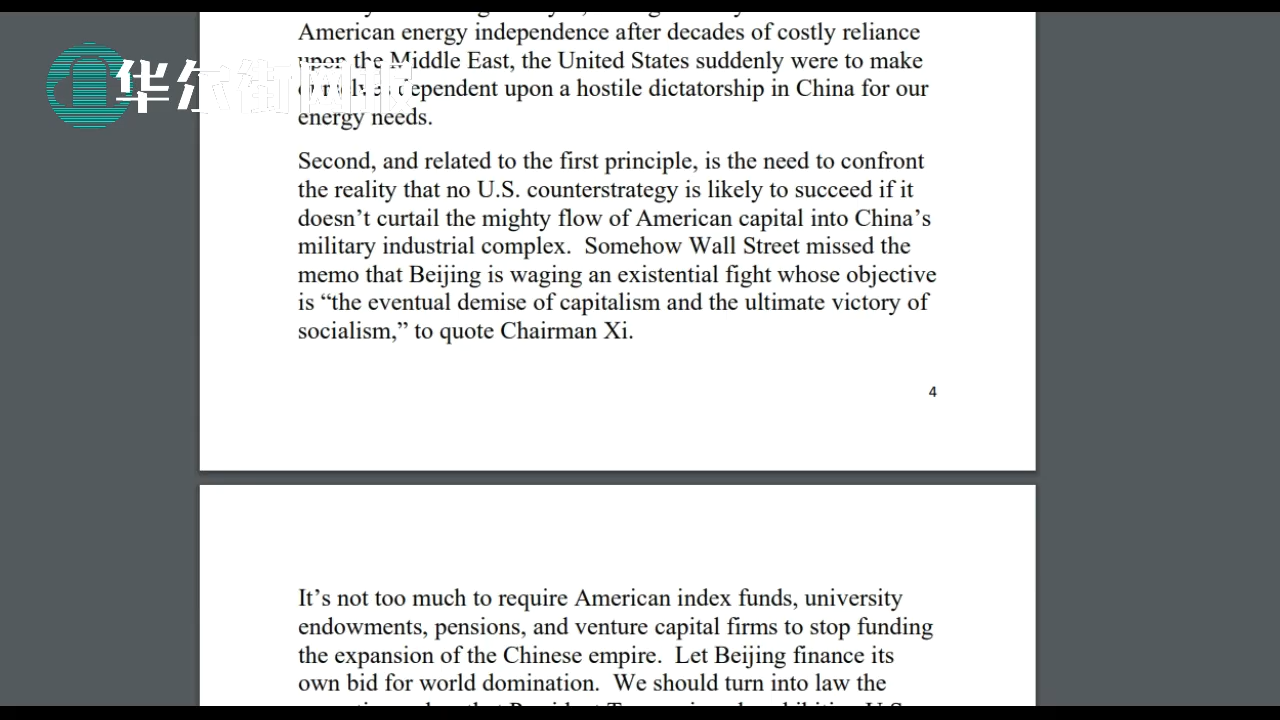 华尔街网报
American energy independence after decades of costly reliance
upon the Middle East, the United States suddenly were to make
dependent upon a hostile dictatorship in China for our
energy needs.
Second, and related to the first principle, is the need to confront
the reality that no U.S. counterstrategy is likely to succeed if it
doesn’t curtail the mighty flow of American capital into China’s
military industrial complex.  Somehow Wall Street missed the
memo that Beijing is waging an existential fight whose objective
is “the eventual demise of capitalism and the ultimate victory of
socialism,” to quote Chairman Xi.
4
It’s not too much to require American index funds, university
endowments, pensions, and venture capital firms to stop funding
the expansion of the Chinese empire.  Let Beijing finance its
own bid for world domination.  We should turn into law the